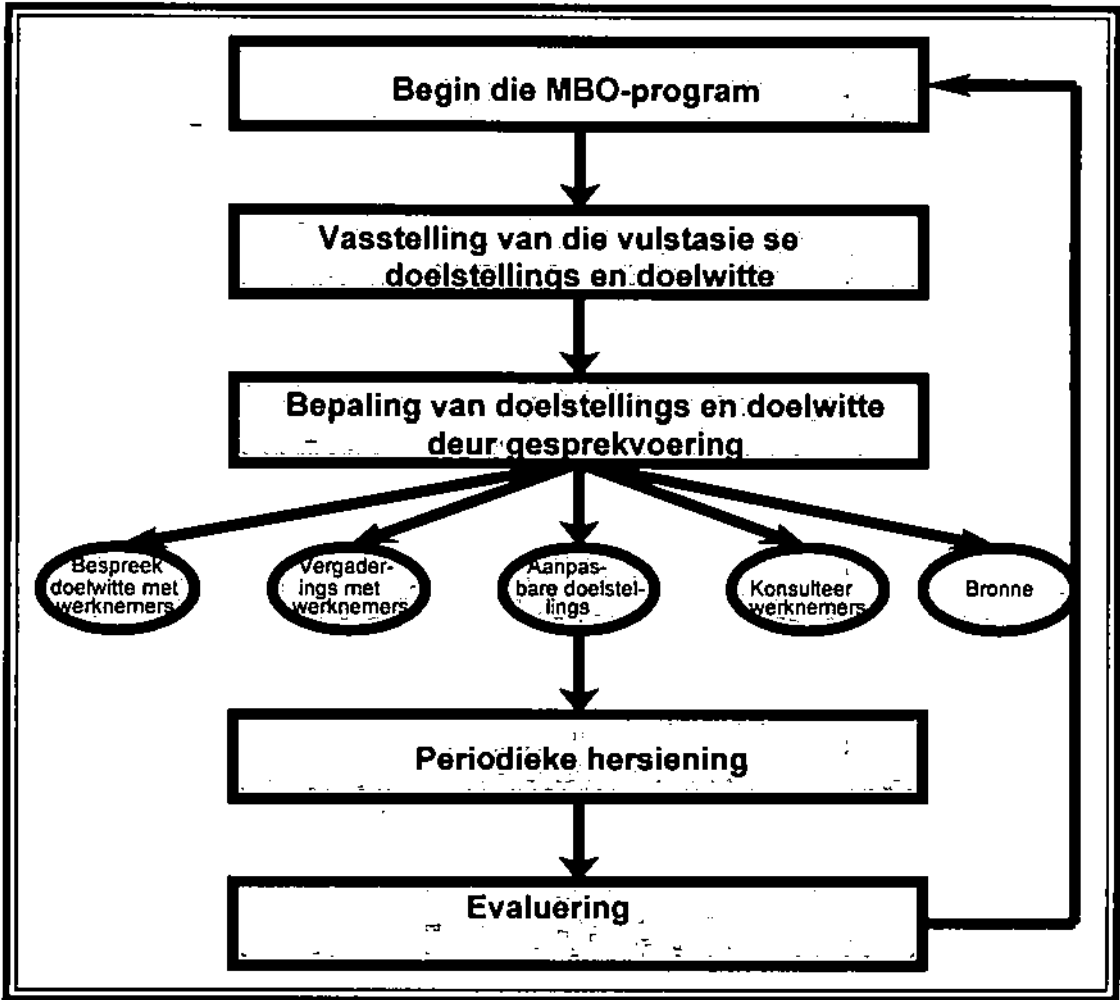 Begin die MBO-program
Vasstelling van die vulstasie se
doelstellings en doelwitte
Bepaling van doelstellings en doelwitte
deur gesprekvoering
Bespreek
doelwitte met
werknemers
Vergader-
ings met
werknemers
Aanpas-
bare doelstel-
lings
Konsulteer
werknemers
Bronne
Periodieke hersiening
Evaluering